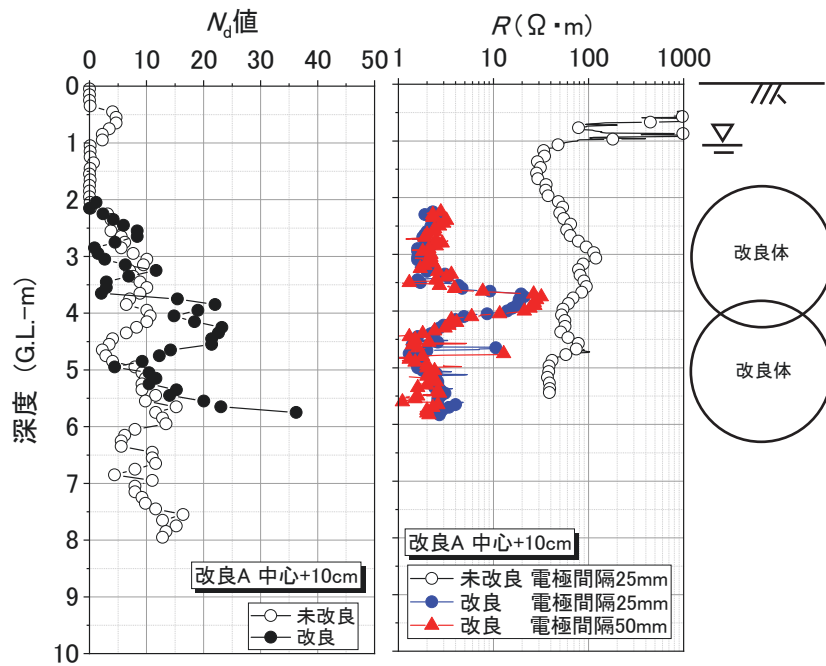 Nd値
0 10 20 30 40 50
R(Ω・m)
1 10 100 1000
深度 (G.L.-m)
0
1
2
3
4
5
6
7
8
9
10
改良A 中心+10cm
未改良
改良
改良A 中心+10cm
未改良 電極間隔25mm
改良 電極間隔25mm
改良 電極間隔50mm
改良体
改良体